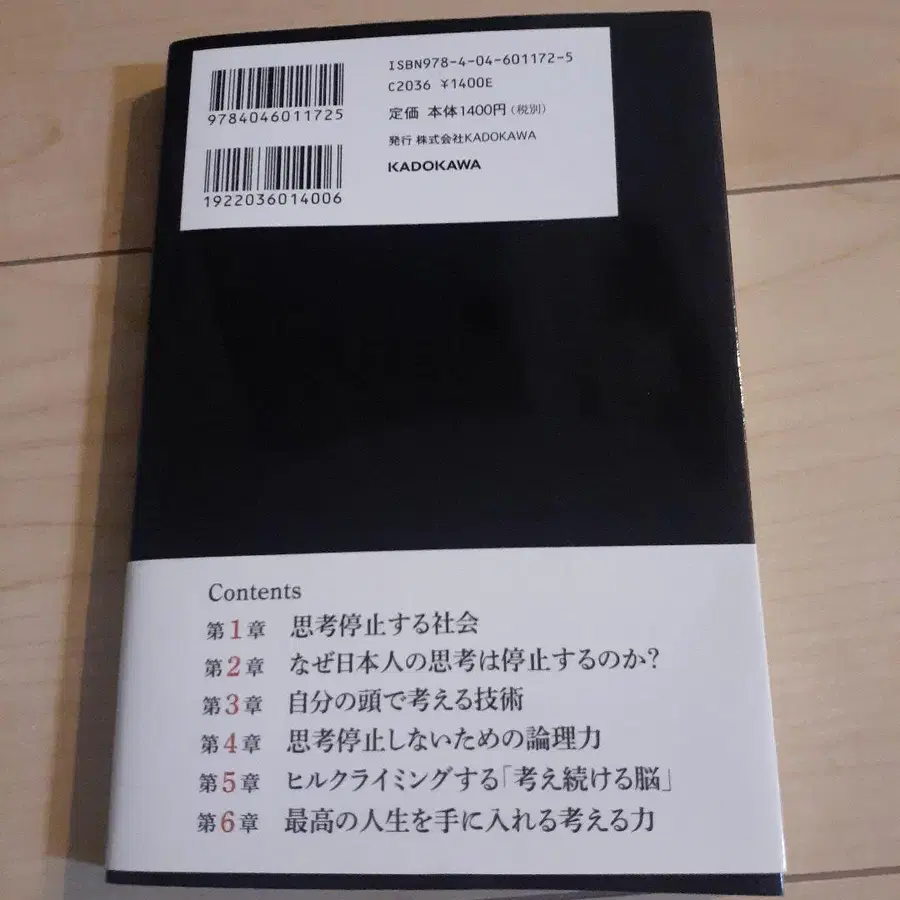 ISBN978-4-04-601172-5
C2036 ¥1400E
定価 本体1400円(税別)
発行 株式会社KADOKAWA
KADOKAWA
9784046011725
1922036014006
Contents
第1章 思考停止する社会
第2章 なぜ日本人の思考は停止するのか?
第3章 自分の頭で考える技術
第4章 思考停止しないための論理力
第5章 ヒルクライミングする「考え続ける脳」
第6章 最高の人生を手に入れる考える力